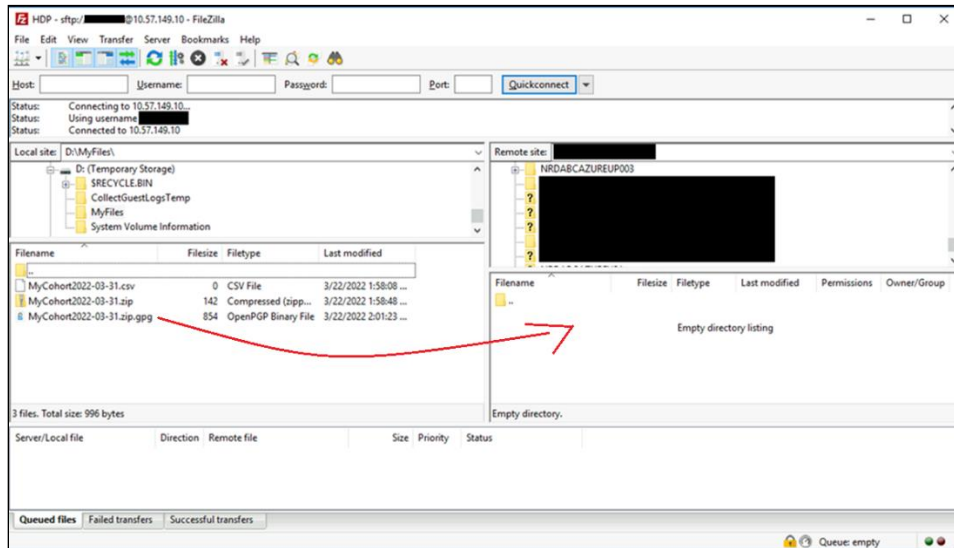 HDP - sftp:/ @10.57.149.10 - FileZilla
File Edit View Transfer Server Bookmarks Help
Host: Username: Password: Port: Quickconnect
Status: Connecting to 10.57.149.10...
Status: Using username
Status: Connected to 10.57.149.10
Local site: D:\MyFiles\
D: (Temporary Storage)
$RECYCLE.BIN
CollectGuestLogsTemp
MyFiles
System Volume Information
Filename Filesize Filetype Last modified
..
MyCohort2022-03-31.csv 0 CSV File 3/22/2022 1:58:08 ...
MyCohort2022-03-31.zip 142 Compressed (zipp... 3/22/2022 1:58:48 ...
MyCohort2022-03-31.zip.gpg 854 OpenPGP Binary File 3/22/2022 2:01:23 ...
3 files. Total size: 996 bytes
Remote site:
NRDABCAZUREUP003
Filename Filesize Filetype Last modified Permissions Owner/Group
..
Empty directory listing
Empty directory.
Server/Local file Direction Remote file Size Priority Status
Queued files Failed transfers Successful transfers
Queue: empty